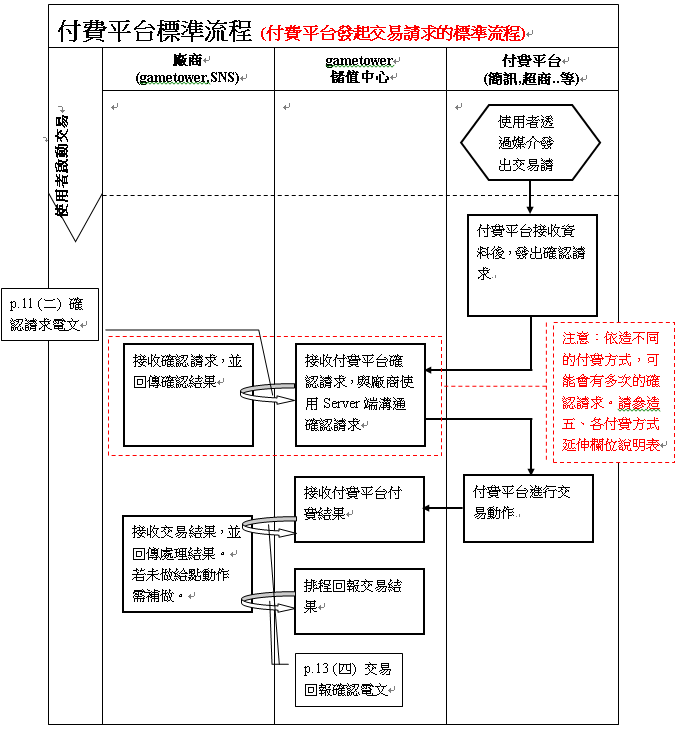 付費平台標準流程 (付費平台發起交易請求的標準流程)
廠商
(gametower,SNS)
gametower
儲值中心
付費平台
(簡訊,超商..等)
使用者啟動交易
使用者透
過媒介發
出交易請
付費平台接收資
料後，發出確認請
求.
p.11 (二) 確
認請求電文
注意：依造不同
的付費方式，可
能會有多次的確
認請求。請參造
五、各付費方式
延伸欄位說明表
接收確認請求，並
回傳確認結果
接收付費平台確
認請求，與廠商使
用 Server 端溝通
確認請求
接收付費平台付
費結果
付費平台進行交
易動作.
接收交易結果，並
回傳處理結果。
若未做給點動作
需補做。
排程回報交易結
果
p.13 (四) 交易
回報確認電文